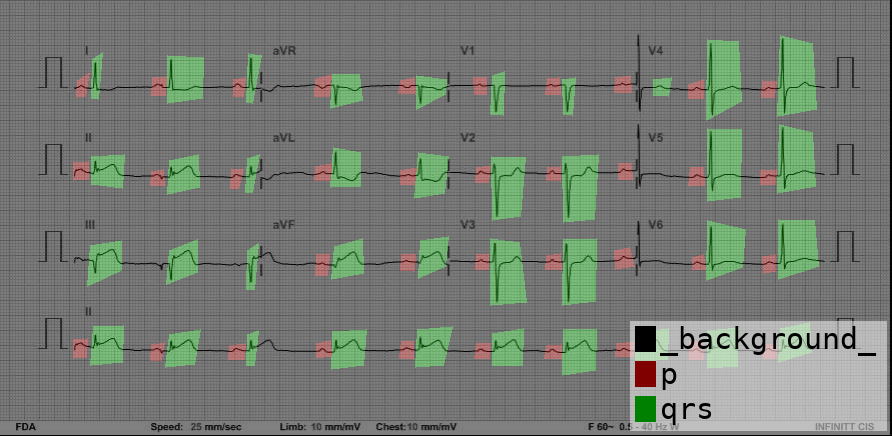 I aVR V1 V4
II aVL V2 V5
III aVF V3 V6
II
_background_
p
qrs
FDA Speed: 25 mm/sec Limb: 10 mm/mV Chest:10 mm/mV F 60~ 0.5 - 40 Hz W INFINITT CIS